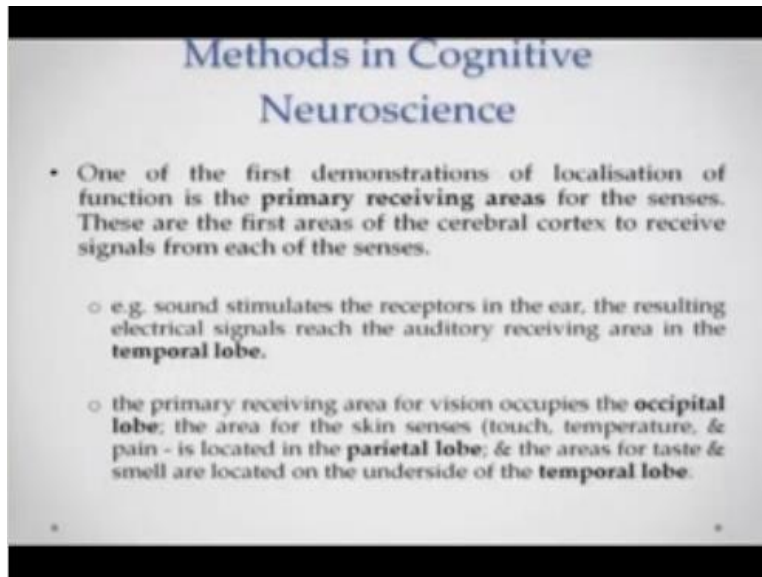 Methods in Cognitive
Neuroscience
• One of the first demonstrations of localisation of
function is the primary receiving areas for the senses.
These are the first areas of the cerebral cortex to receive
signals from each of the senses.
o e.g. sound stimulates the receptors in the ear, the resulting
electrical signals reach the auditory receiving area in the
temporal lobe.
o the primary receiving area for vision occupies the occipital
lobe; the area for the skin senses (touch, temperature, &
pain - is located in the parietal lobe; & the areas for taste &
smell are located on the underside of the temporal lobe.